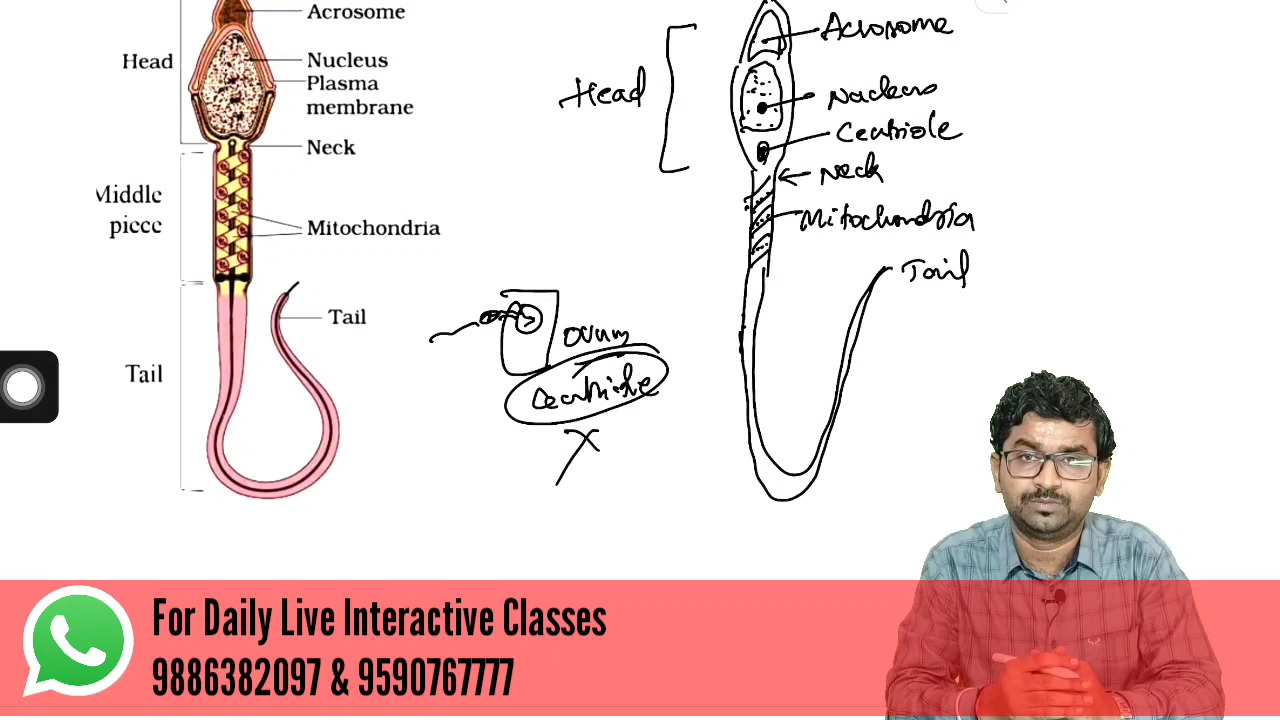 Acrosome
Head
Nucleus
Plasma
membrane
Neck
Middle
piece
Mitochondria
Tail
Tail
Acrosome
Head
Nucleus
Centriole
Neck
Mitochondria
Tail
Ovum
Centriole
X
For Daily Live Interactive Classes
9886382097 & 9590767777